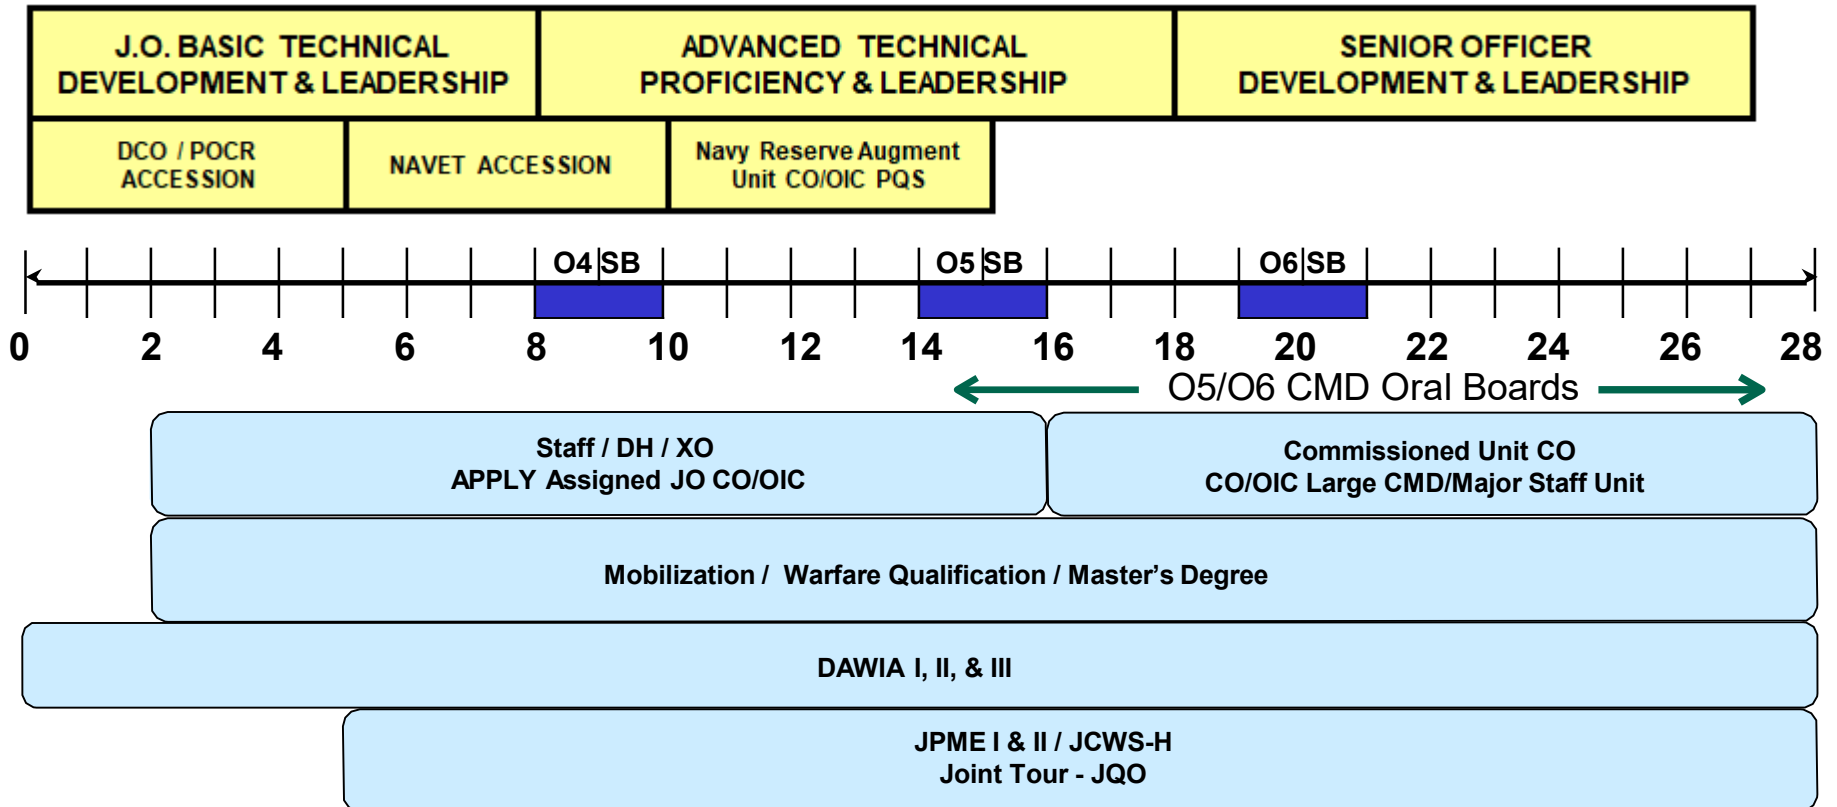 J.O. BASIC TECHNICAL
DEVELOPMENT & LEADERSHIP
ADVANCED TECHNICAL
PROFICIENCY & LEADERSHIP
SENIOR OFFICER
DEVELOPMENT & LEADERSHIP
DCO / POCR
ACCESSION
NAVET ACCESSION
Navy Reserve Augment
Unit CO/OIC PQS
O4 SB
O5 SB
O6 SB
0 2 4 6 8 10 12 14 16 18 20 22 24 26 28
O5/O6 CMD Oral Boards
Staff / DH / XO
APPLY Assigned JO CO/OIC
Commissioned Unit CO
CO/OIC Large CMD/Major Staff Unit
Mobilization / Warfare Qualification / Master's Degree
DAWIA I, II, & III
JPME I & II / JCWS-H
Joint Tour - JQO